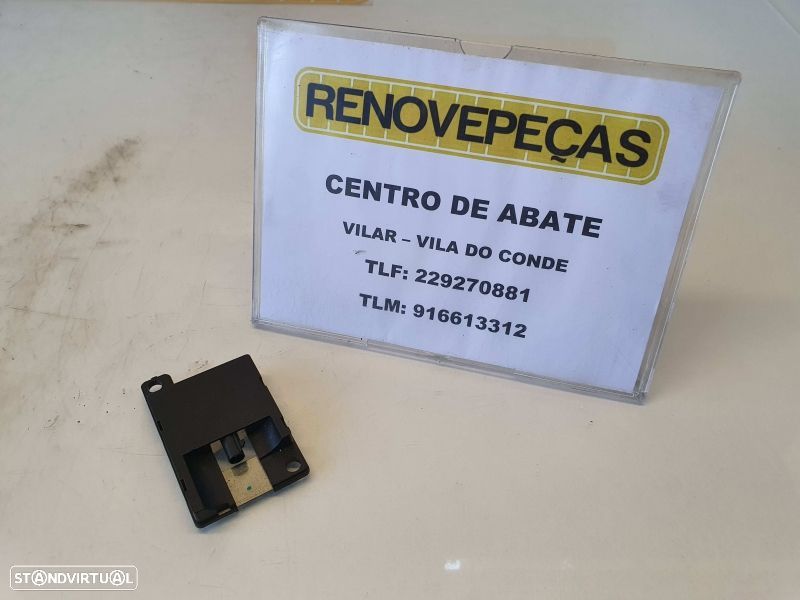 RENOVEPEÇAS
CENTRO DE ABATE
VILAR – VILA DO CONDE
TLF: 229270881
TLM: 916613312
STANDVIRTUAL